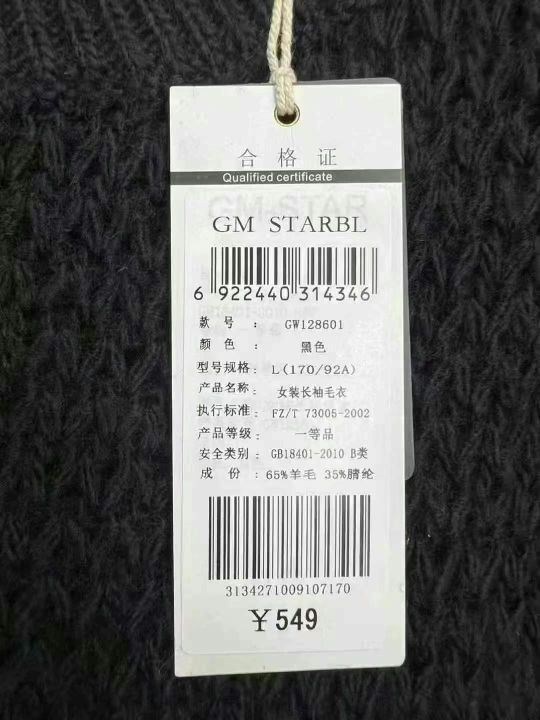 合格证
Qualified certificate
GM STARBL
6 922440 314346
款号： GW128601
颜色： 黑色
型号规格： L(170/92A)
产品名称： 女装长袖毛衣
执行标准： FZ/T 73005-2002
产品等级： 一等品
安全类别： GB18401-2010 B类
成份： 65%羊毛 35%腈纶
3134271009107170
￥549